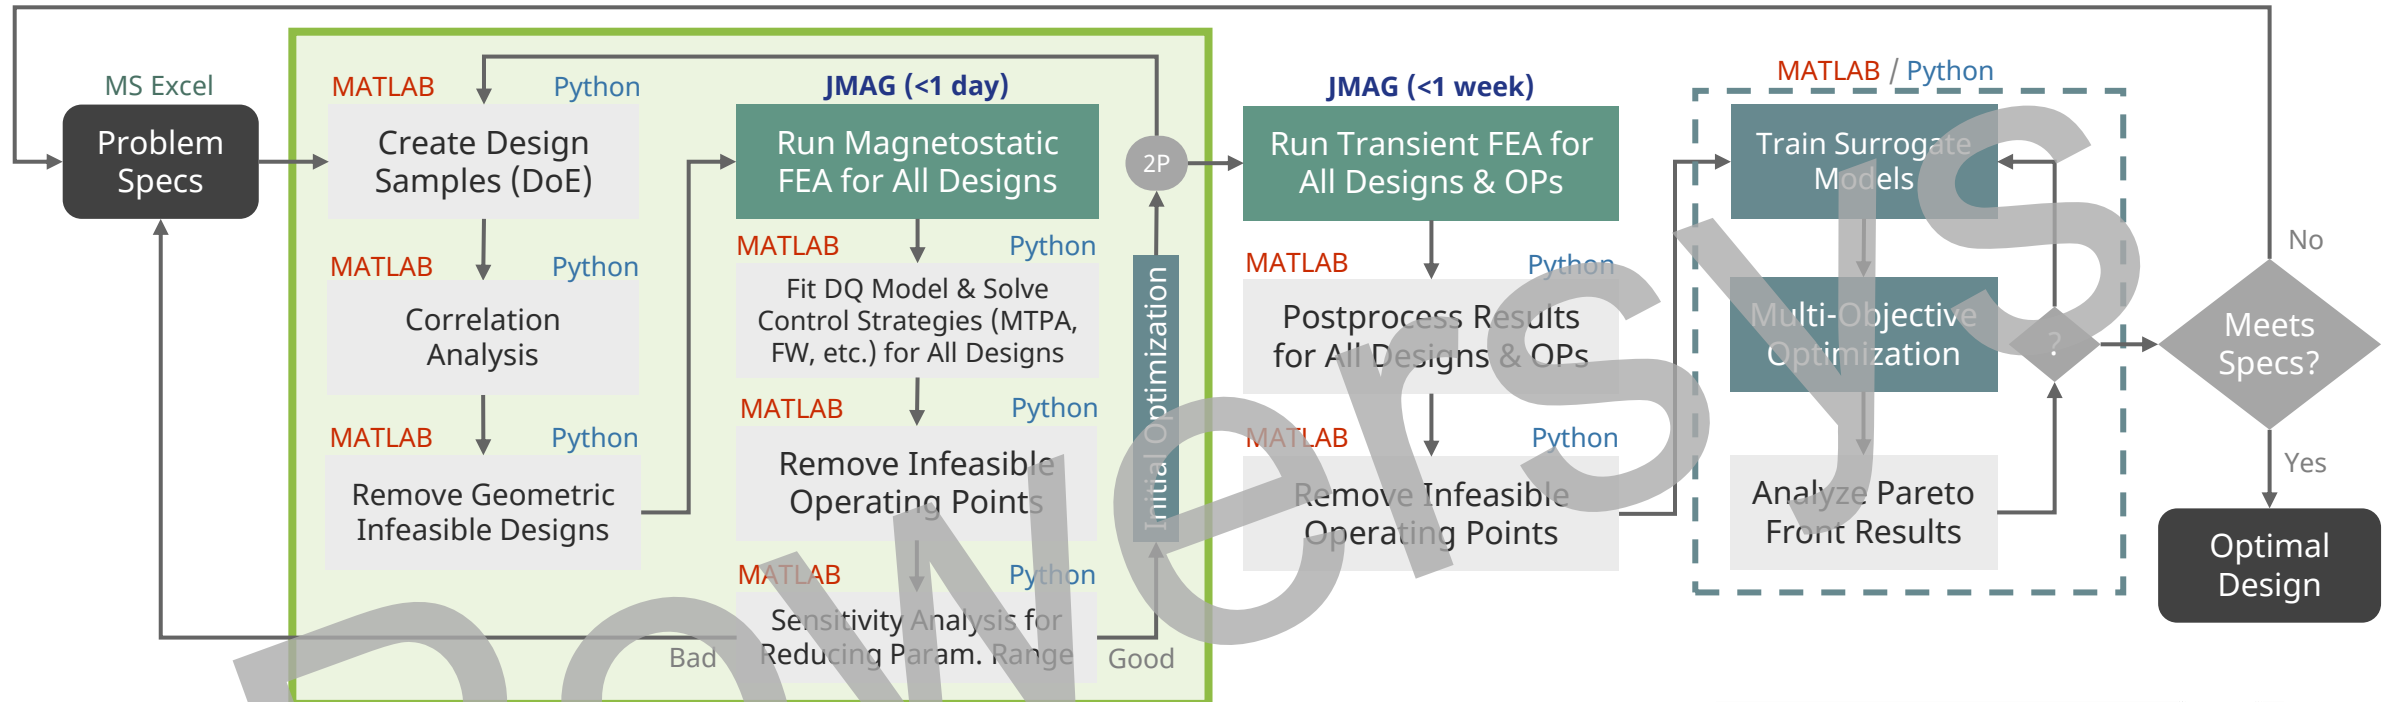 MS Excel
Problem
Specs
MATLAB Python
Create Design
Samples (DoE)
MATLAB Python
Correlation
Analysis
MATLAB Python
Remove Geometric
Infeasible Designs
JMAG (<1 day)
Run Magnetostatic
FEA for All Designs
MATLAB Python
Fit DQ Model & Solve
Control Strategies (MTPA,
FW, etc.) for All Designs
MATLAB Python
Remove Infeasible
Operating Points
MATLAB Python
Sensitivity Analysis for
Reducing Param. Range
Bad
Good
Initial Optimization
2P
JMAG (<1 week)
Run Transient FEA for
All Designs & OPs
MATLAB Python
Postprocess Results
for All Designs & OPs
MATLAB Python
Remove Infeasible
Operating Points
MATLAB / Python
Train Surrogate
Models
Multi-Objective
Optimization
Analyze Pareto
Front Results
?
Meets
Specs?
No
Yes
Optimal
Design
Powersys